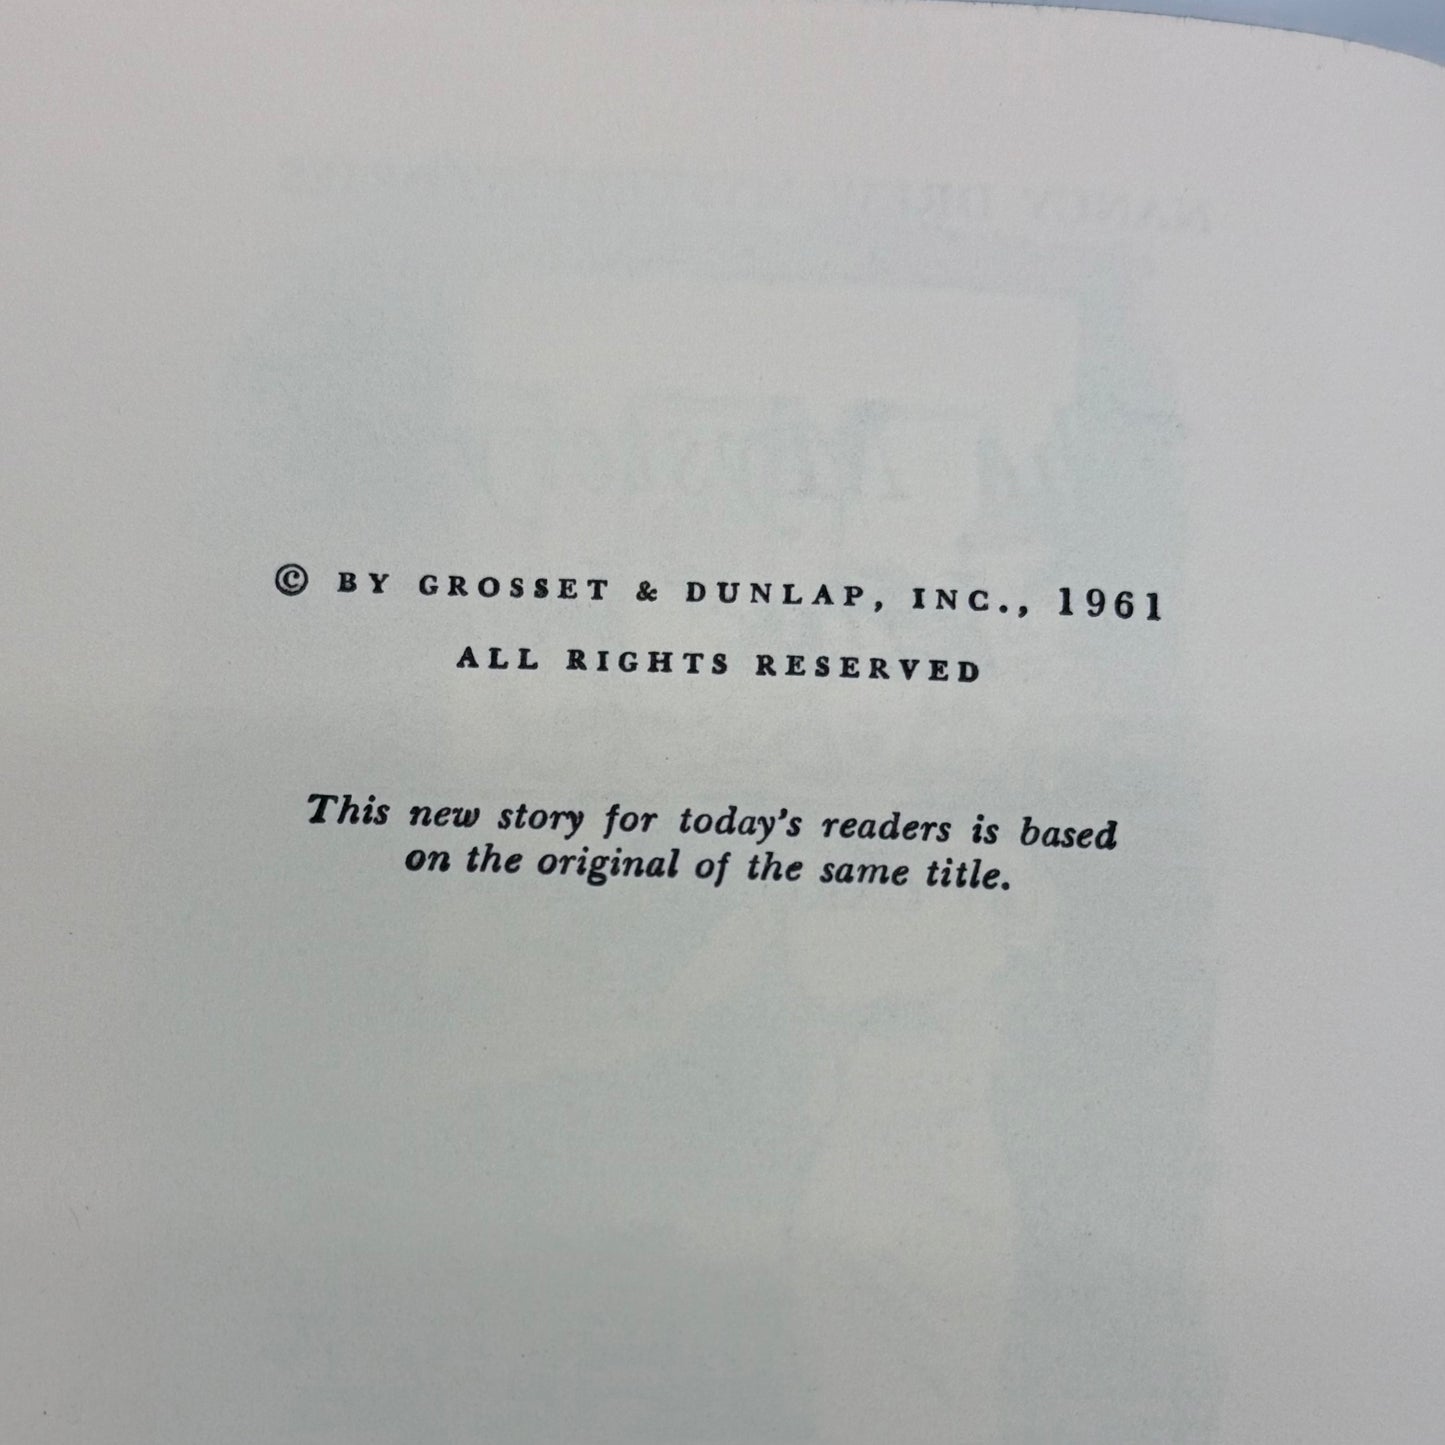 © BY GROSSET & DUNLAP, INC., 1961
ALL RIGHTS RESERVED
This new story for today's readers is based
on the original of the same title.